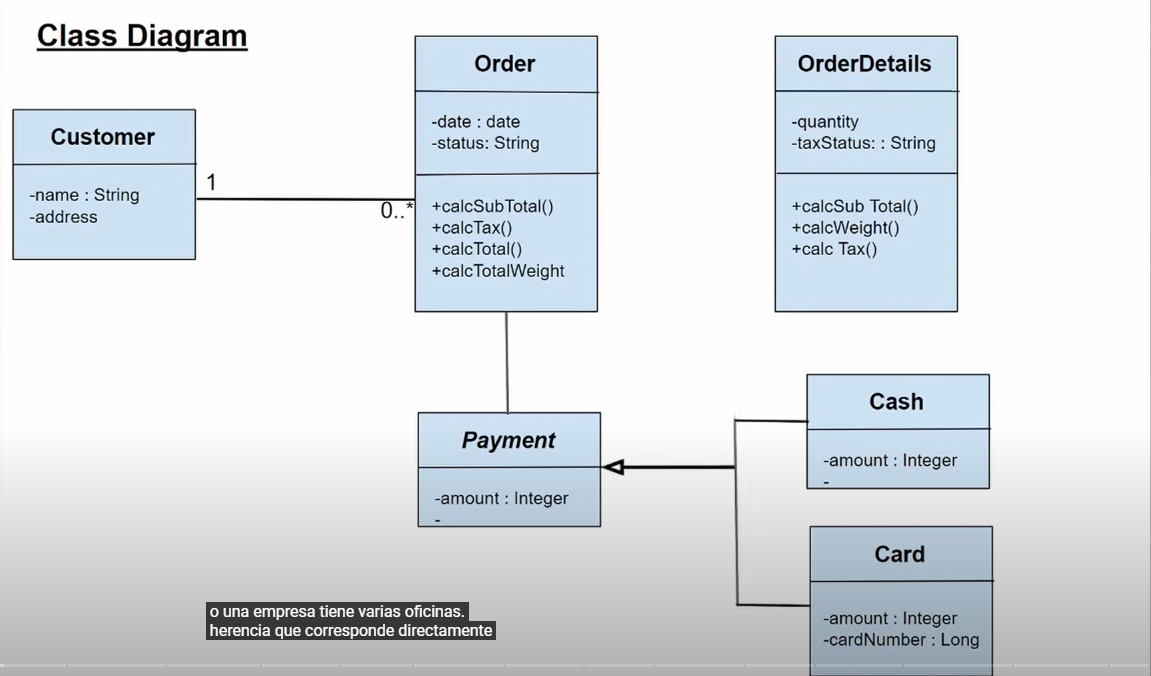 Class Diagram
Customer
-name : String
-address
1
0..*
Order
-date : date
-status: String
+calcSubTotal()
+calcTax()
+calcTotal()
+calcTotalWeight
OrderDetails
-quantity
-taxStatus: : String
+calcSub Total()
+calcWeight()
+calc Tax()
Payment
-amount : Integer
-
Cash
-amount : Integer
-
Card
-amount : Integer
-cardNumber : Long
o una empresa tiene varias oficinas.
herencia que corresponde directamente